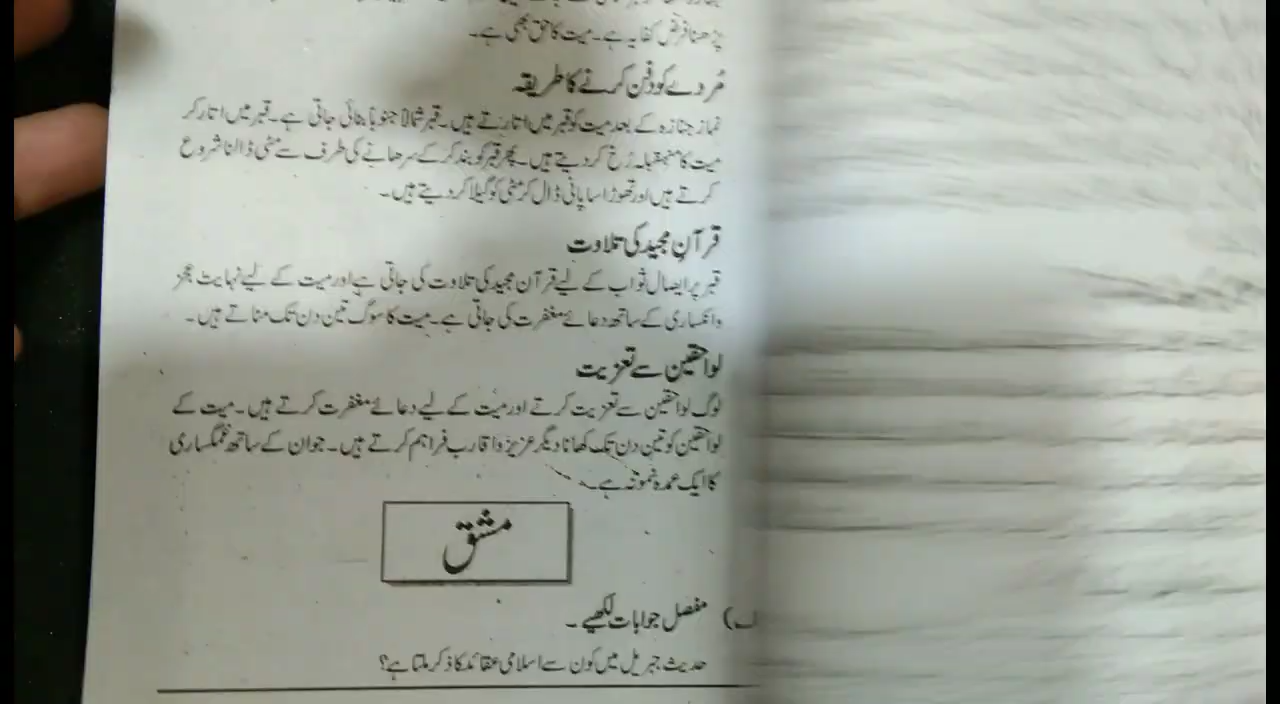 پڑھنا فرض کفایہ ہے۔ میت کا حق بھی ہے۔
مُردے کو دفن کرنے کا طریقہ
نماز جنازہ کے بعد میت کو قبر میں اتارتے ہیں۔ قبر شمالاً جنوباً بنائی جاتی ہے۔ قبر میں اتار کر
میت کا منہ قبلہ رُخ کر دیتے ہیں۔ پھر قبر کو بند کر کے سرھانے کی طرف سے مٹی ڈالنا شروع
کرتے ہیں اور تھوڑا سا پانی ڈال کر مٹی کو گیلا کر دیتے ہیں۔
قرآنِ مجید کی تلاوت
قبر پر ایصال ثواب کے لیے قرآن مجید کی تلاوت کی جاتی ہے اور میت کے لیے نہایت عجز
وانکساری کے ساتھ دعائے مغفرت کی جاتی ہے۔ میت کا سوگ تین دن تک مناتے ہیں۔
لواحقین سے تعزیت
لوگ لواحقین سے تعزیت کرتے اور میت کے لیے دعائے مغفرت کرتے ہیں۔ میت کے
لواحقین کو تین دن تک کھانا دیگر عزیز واقارب فراہم کرتے ہیں۔ جو ان کے ساتھ غمگساری
کا ایک عمدہ نمونہ ہے۔
مشق
مفصل جوابات لکھیے۔
حدیث جبریل میں کون سے اسلامی عقائد کا ذکر ملتا ہے؟